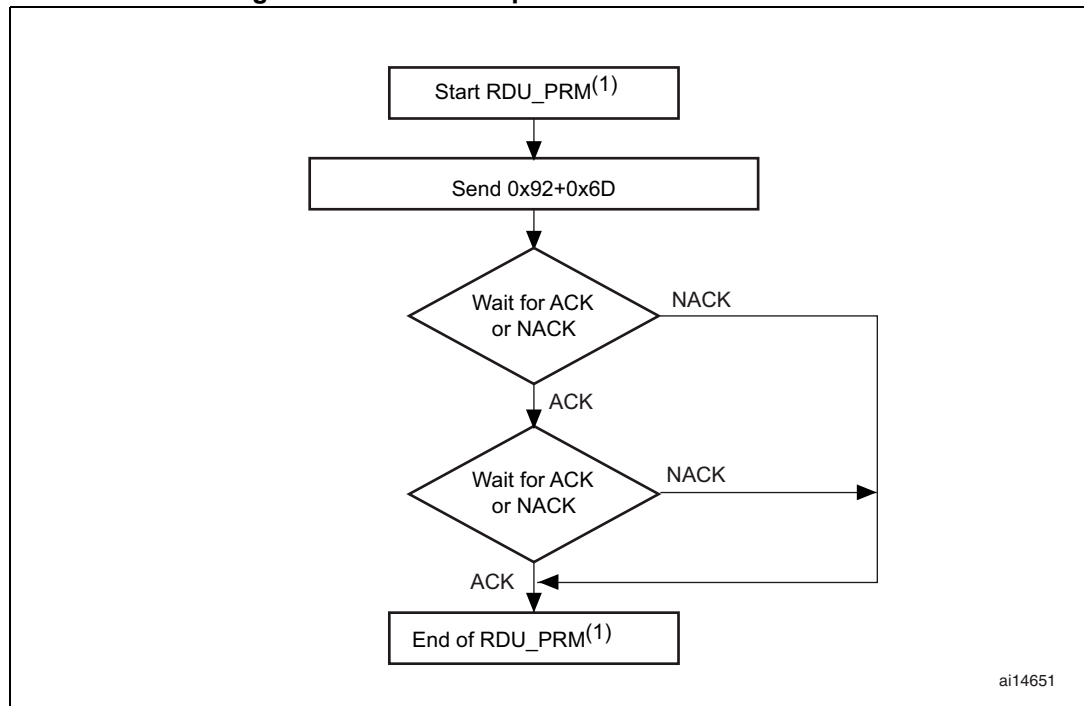 Start RDU_PRM(1)
Send 0x92+0x6D
Wait for ACK
or NACK
NACK
ACK
Wait for ACK
or NACK
NACK
ACK
End of RDU_PRM(1)
ai14651